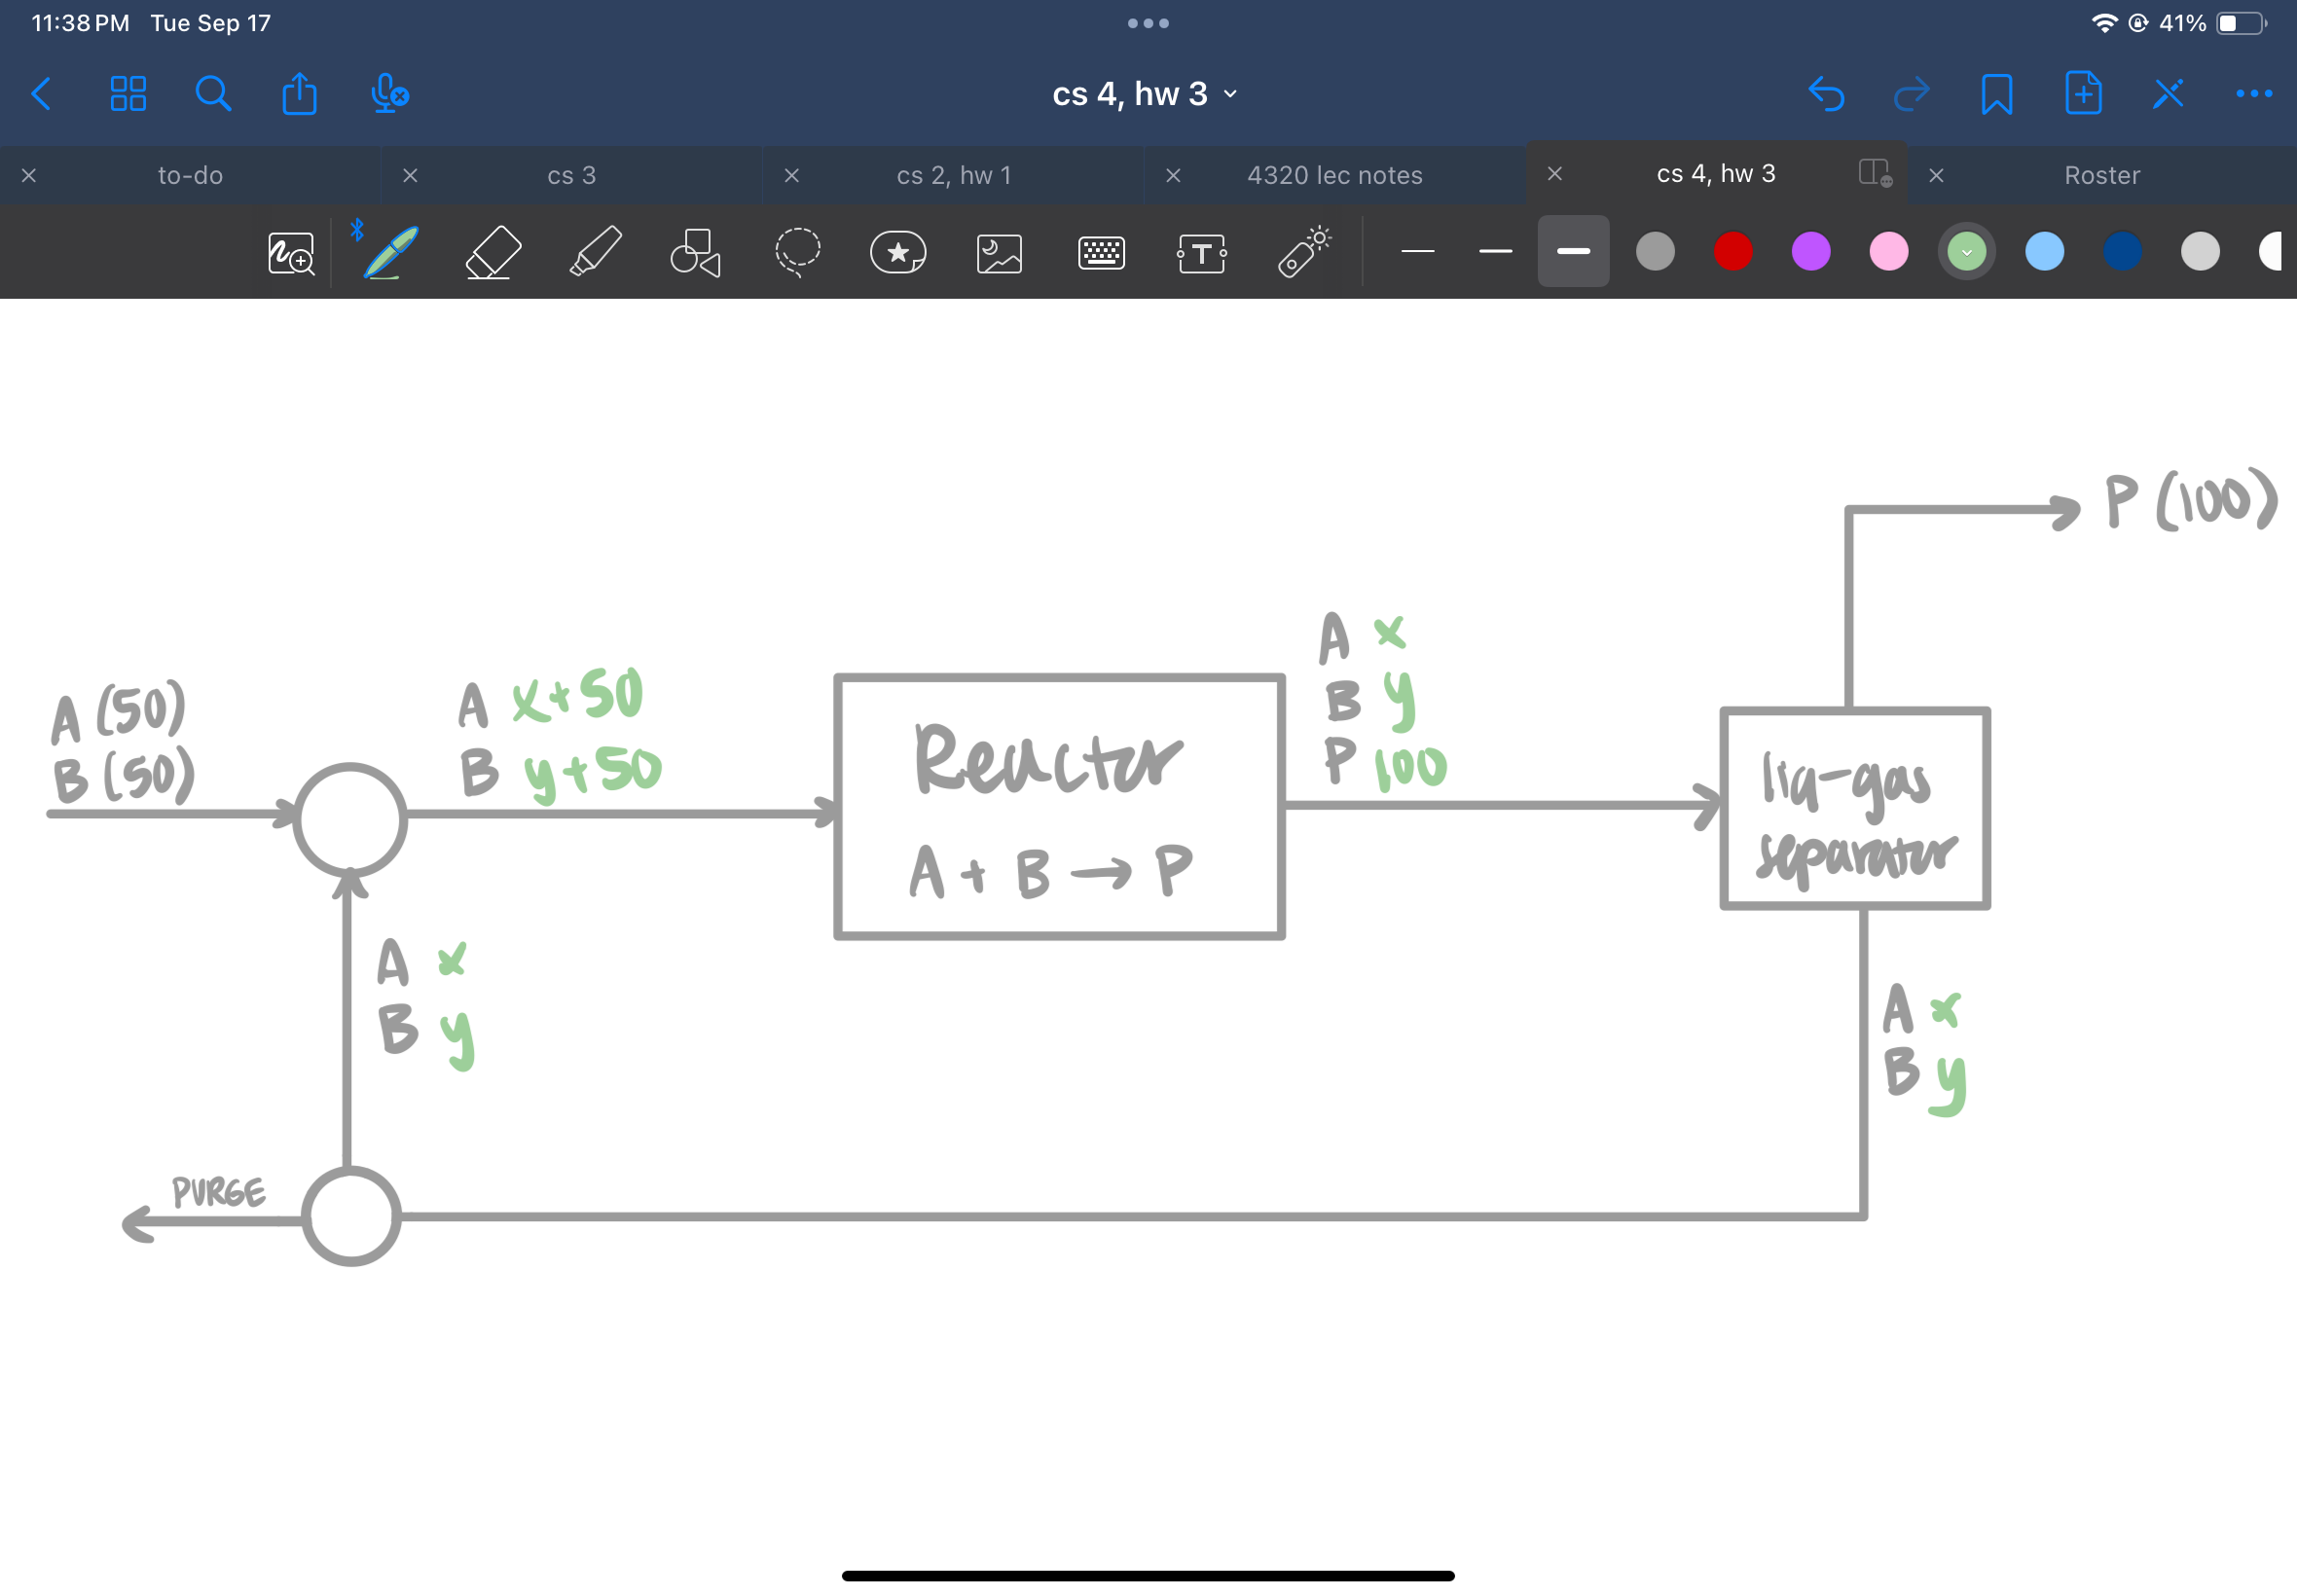 11:38 PM Tue Sep 17
41%
cs 4, hw 3
to-do
cs 3
cs 2, hw 1
4320 lec notes
cs 4, hw 3
Roster
T
P (100)
A x
B y
P 100
A (50)
B (50)
A x+50
B y+50
Reactor
A + B → P
liq-gas
separator
A x
B y
A x
B y
PURGE